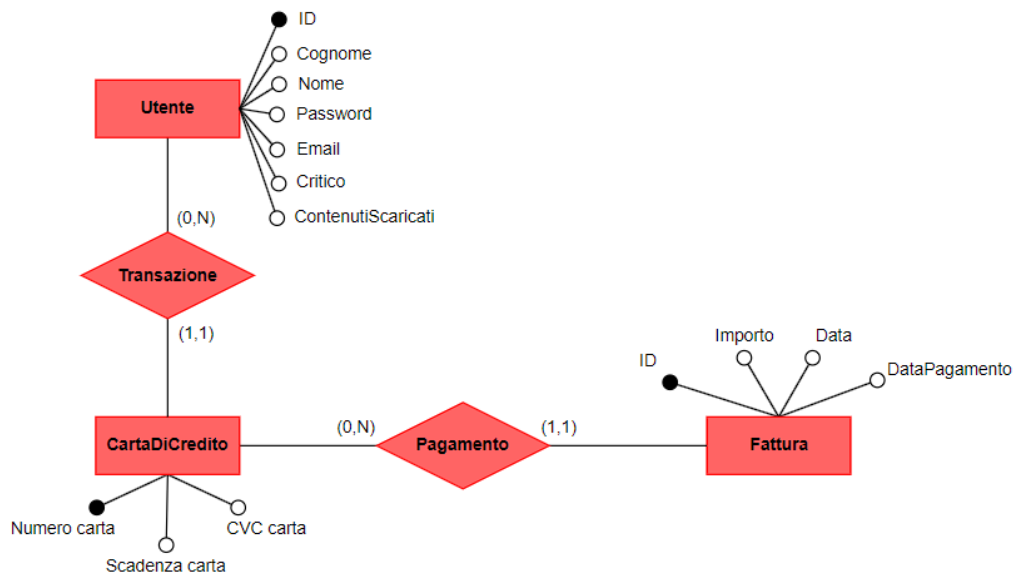 ID
Cognome
Nome
Utente
Password
Email
Critico
ContenutiScaricati
(0,N)
Transazione
(1,1)
Importo
Data
ID
DataPagamento
(0,N)
(1,1)
CartaDiCredito
Pagamento
Fattura
Numero carta
CVC carta
Scadenza carta